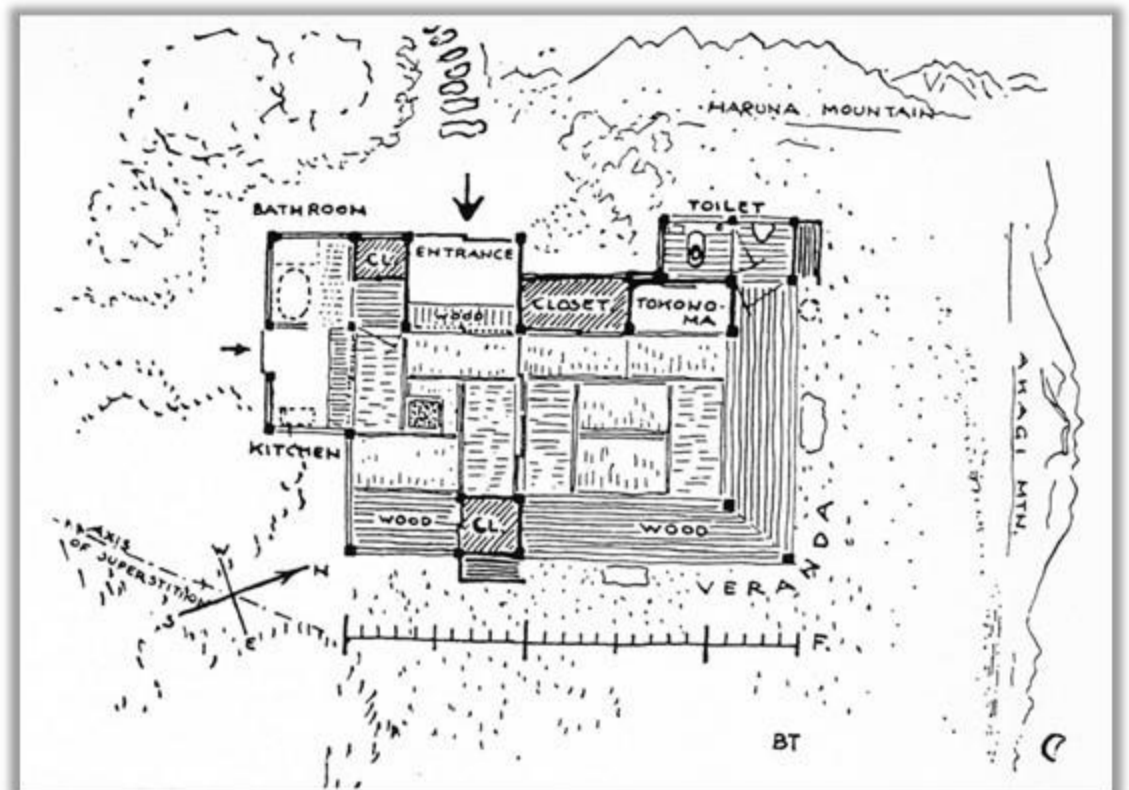 HARUNA MOUNTAIN
BATHROOM
TOILET
CL.
ENTRANCE
WOOD
CLOSET
TOKONO-
MA
KITCHEN
AKAGI MTN.
WOOD
CL.
WOOD
VERANDA
AXIS
OF SUPERSTITION
W
N
S
E
F.
BT